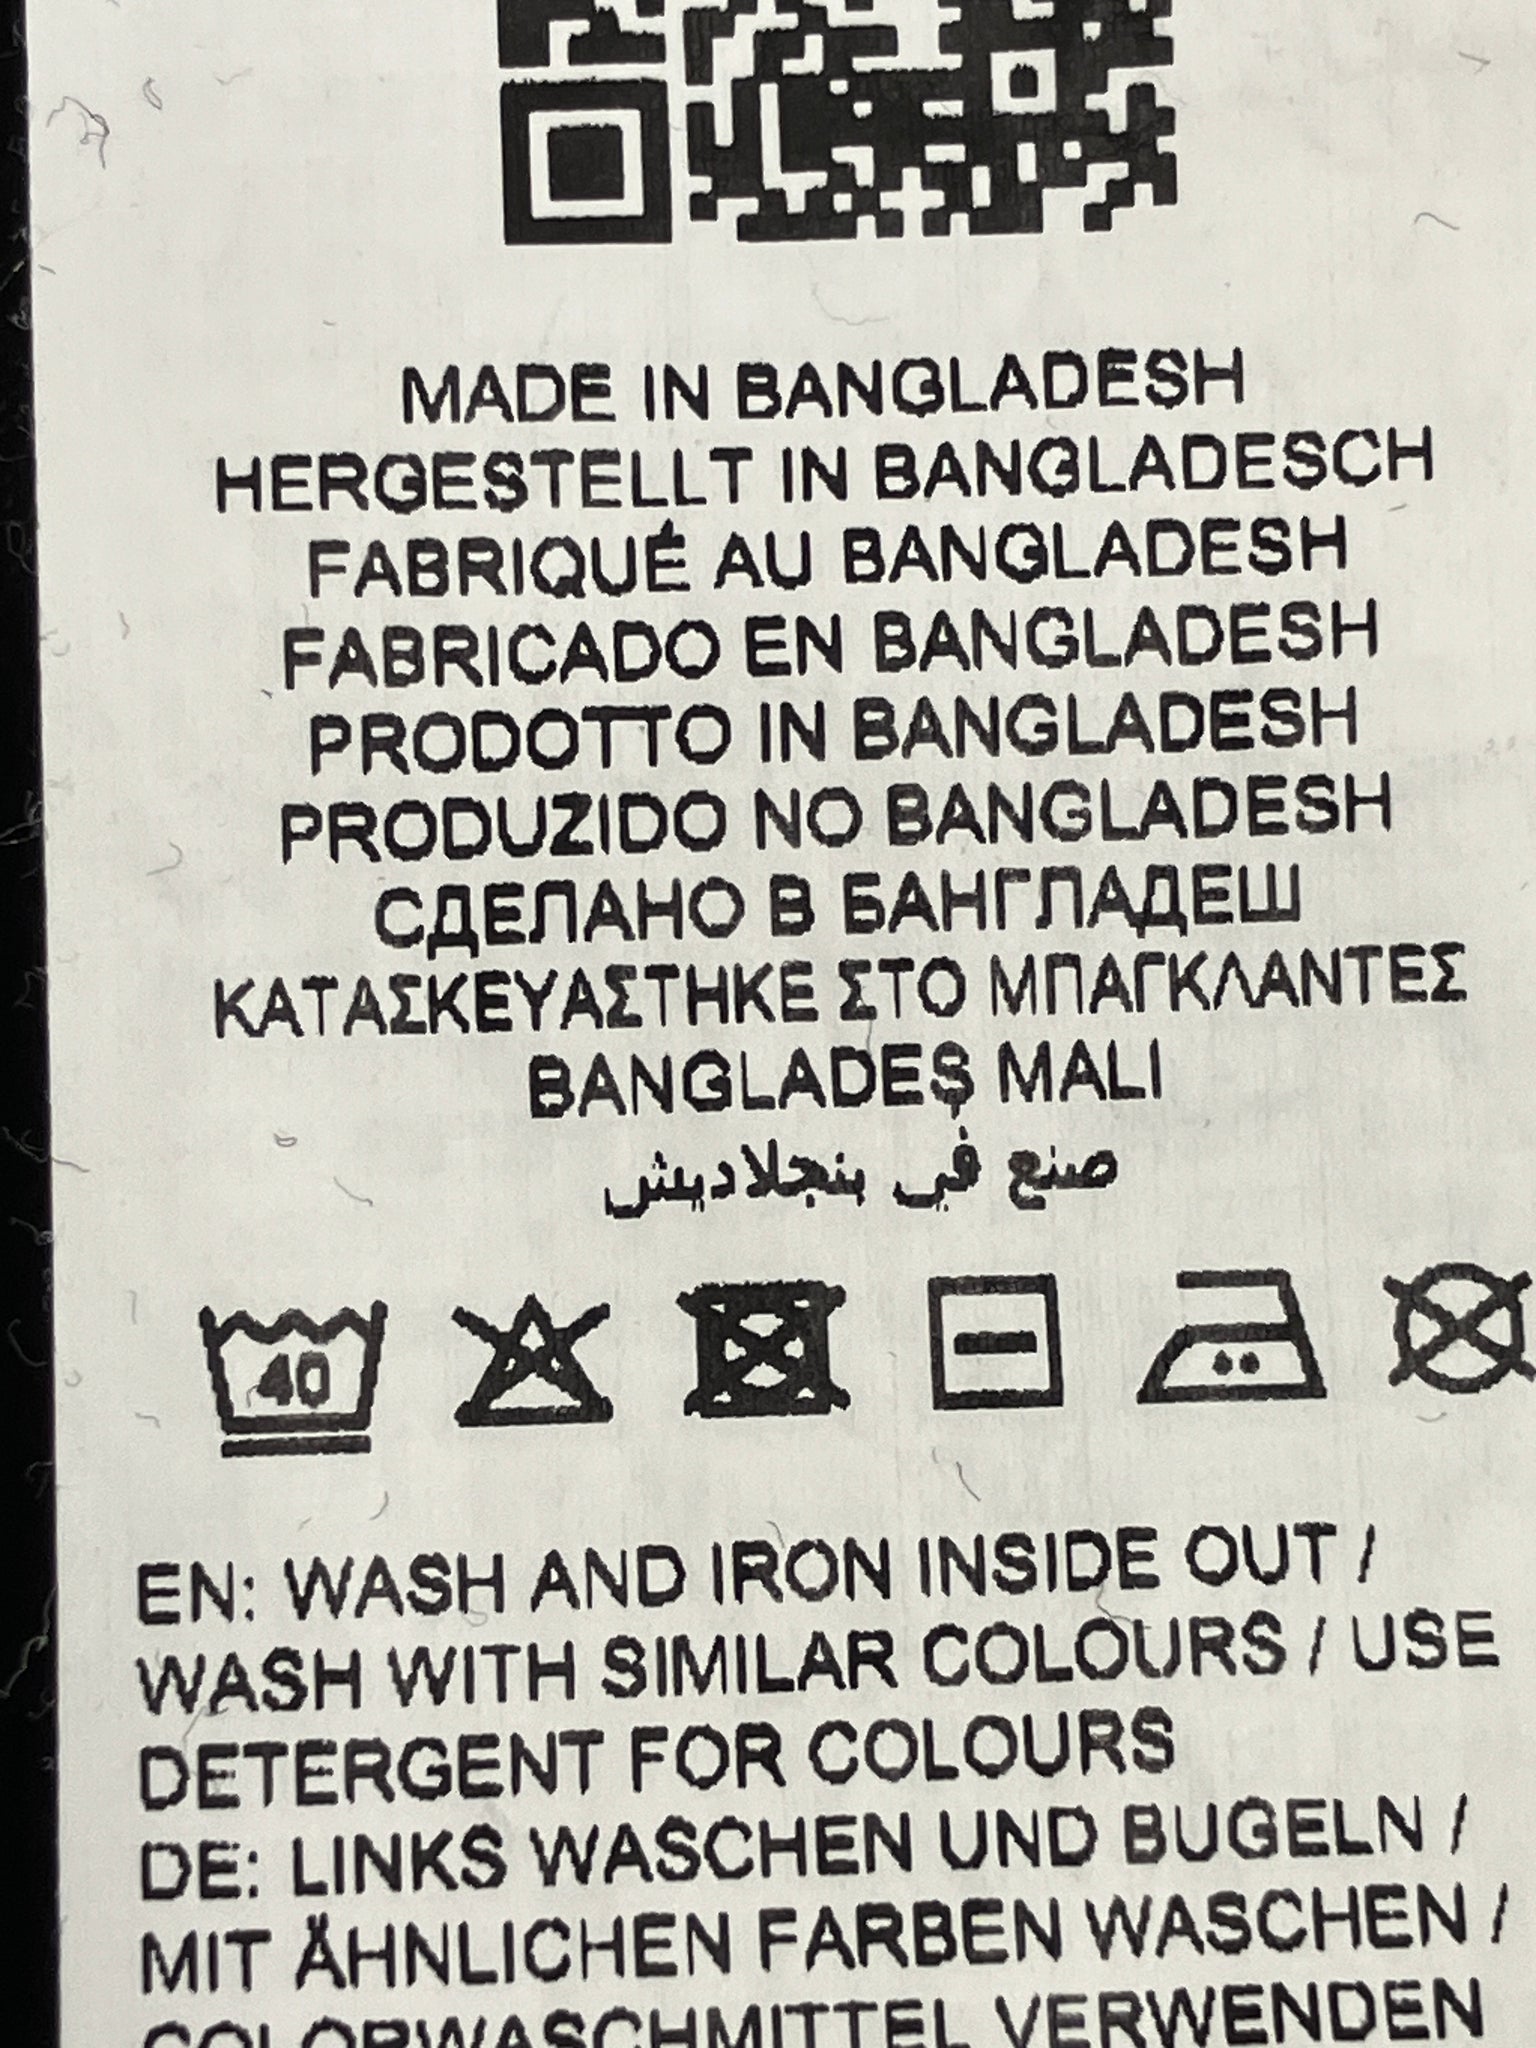 MADE IN BANGLADESH
HERGESTELLT IN BANGLADESCH
FABRIQUÉ AU BANGLADESH
FABRICADO EN BANGLADESH
PRODOTTO IN BANGLADESH
PRODUZIDO NO BANGLADESH
СДЕЛАНО В БАНГЛАДЕШ
ΚΑΤΑΣΚΕΥΑΣΤΗΚΕ ΣΤΟ ΜΠΑΓΚΛΑΝΤΕΣ
BANGLADEŞ MALI
صنع في بنجلاديش
40
EN: WASH AND IRON INSIDE OUT /
WASH WITH SIMILAR COLOURS / USE
DETERGENT FOR COLOURS
DE: LINKS WASCHEN UND BUGELN /
MIT ÄHNLICHEN FARBEN WASCHEN /
COLORWASCHMITTEL VERWENDEN